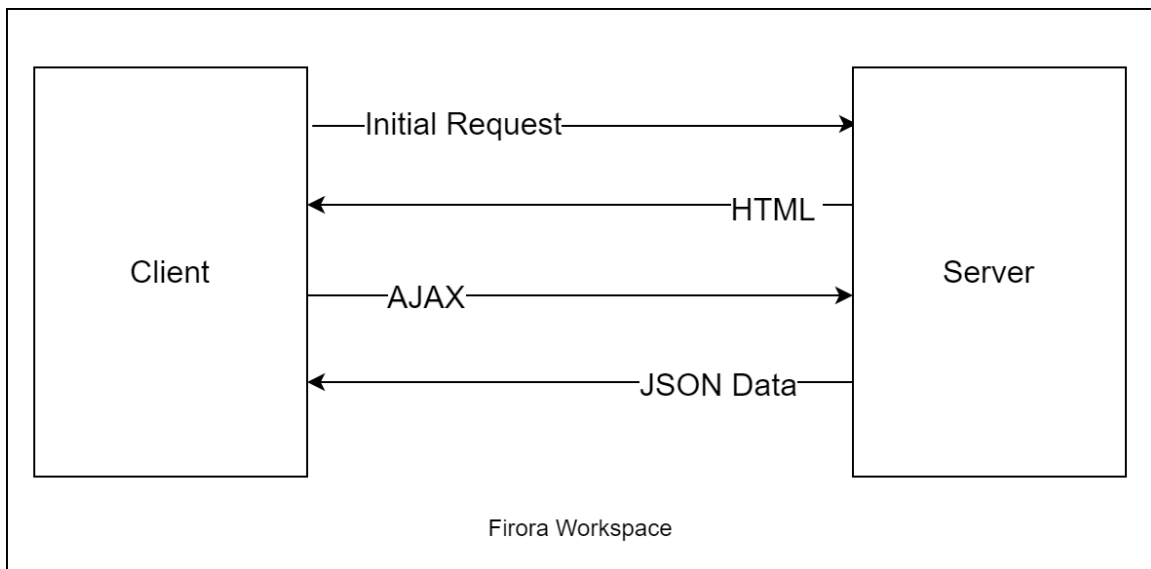 Initial Request
HTML
Client
Server
AJAX
JSON Data
Firora Workspace